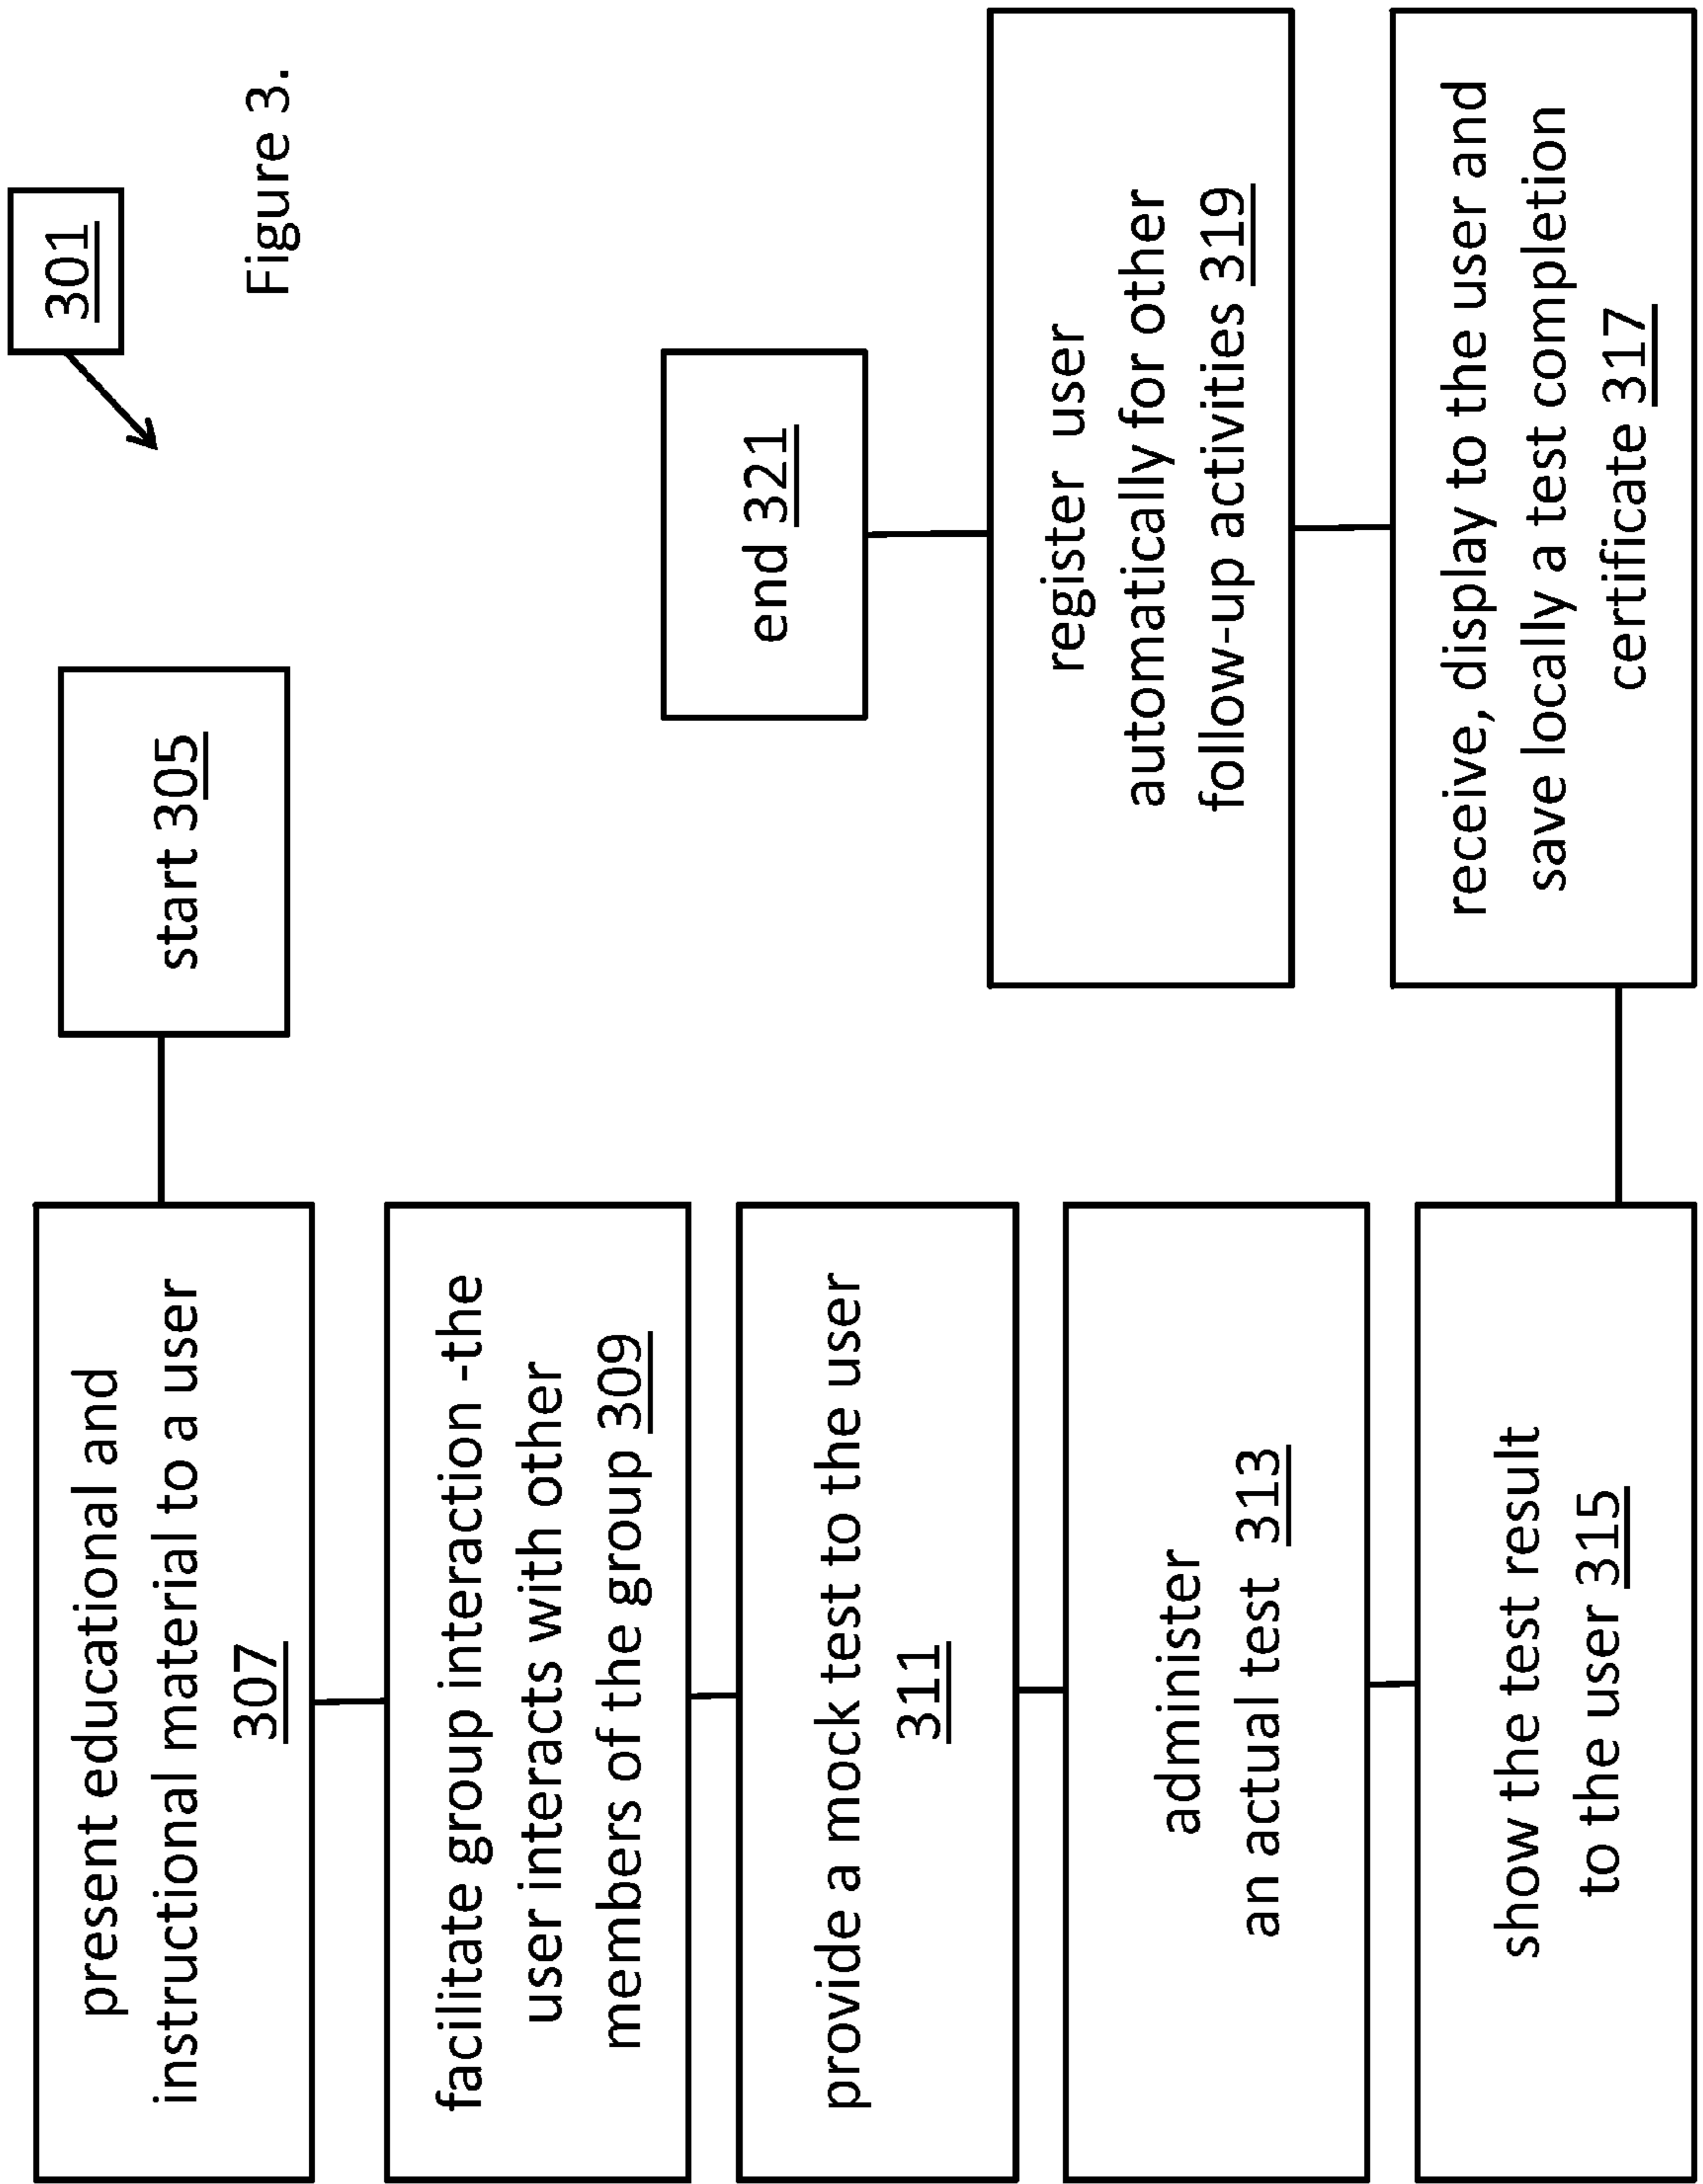 301
Figure 3.
start 305
present educational and
instructional material to a user
307
facilitate group interaction -the
user interacts with other
members of the group 309
provide a mock test to the user
311
administer
an actual test 313
show the test result
to the user 315
receive, display to the user and
save locally a test completion
certificate 317
register user
automatically for other
follow-up activities 319
end 321